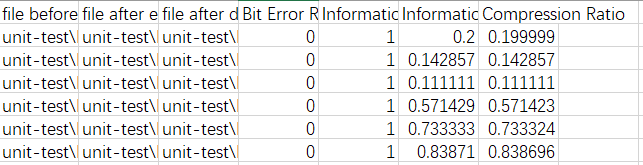 file before file after e file after d Bit Error R Informatic Informatic Compression Ratio
unit-test\ unit-test\ unit-test\ 0 1 0.2 0.199999
unit-test\ unit-test\ unit-test\ 0 1 0.142857 0.142857
unit-test\ unit-test\ unit-test\ 0 1 0.111111 0.111111
unit-test\ unit-test\ unit-test\ 0 1 0.571429 0.571423
unit-test\ unit-test\ unit-test\ 0 1 0.733333 0.733324
unit-test\ unit-test\ unit-test\ 0 1 0.83871 0.838696